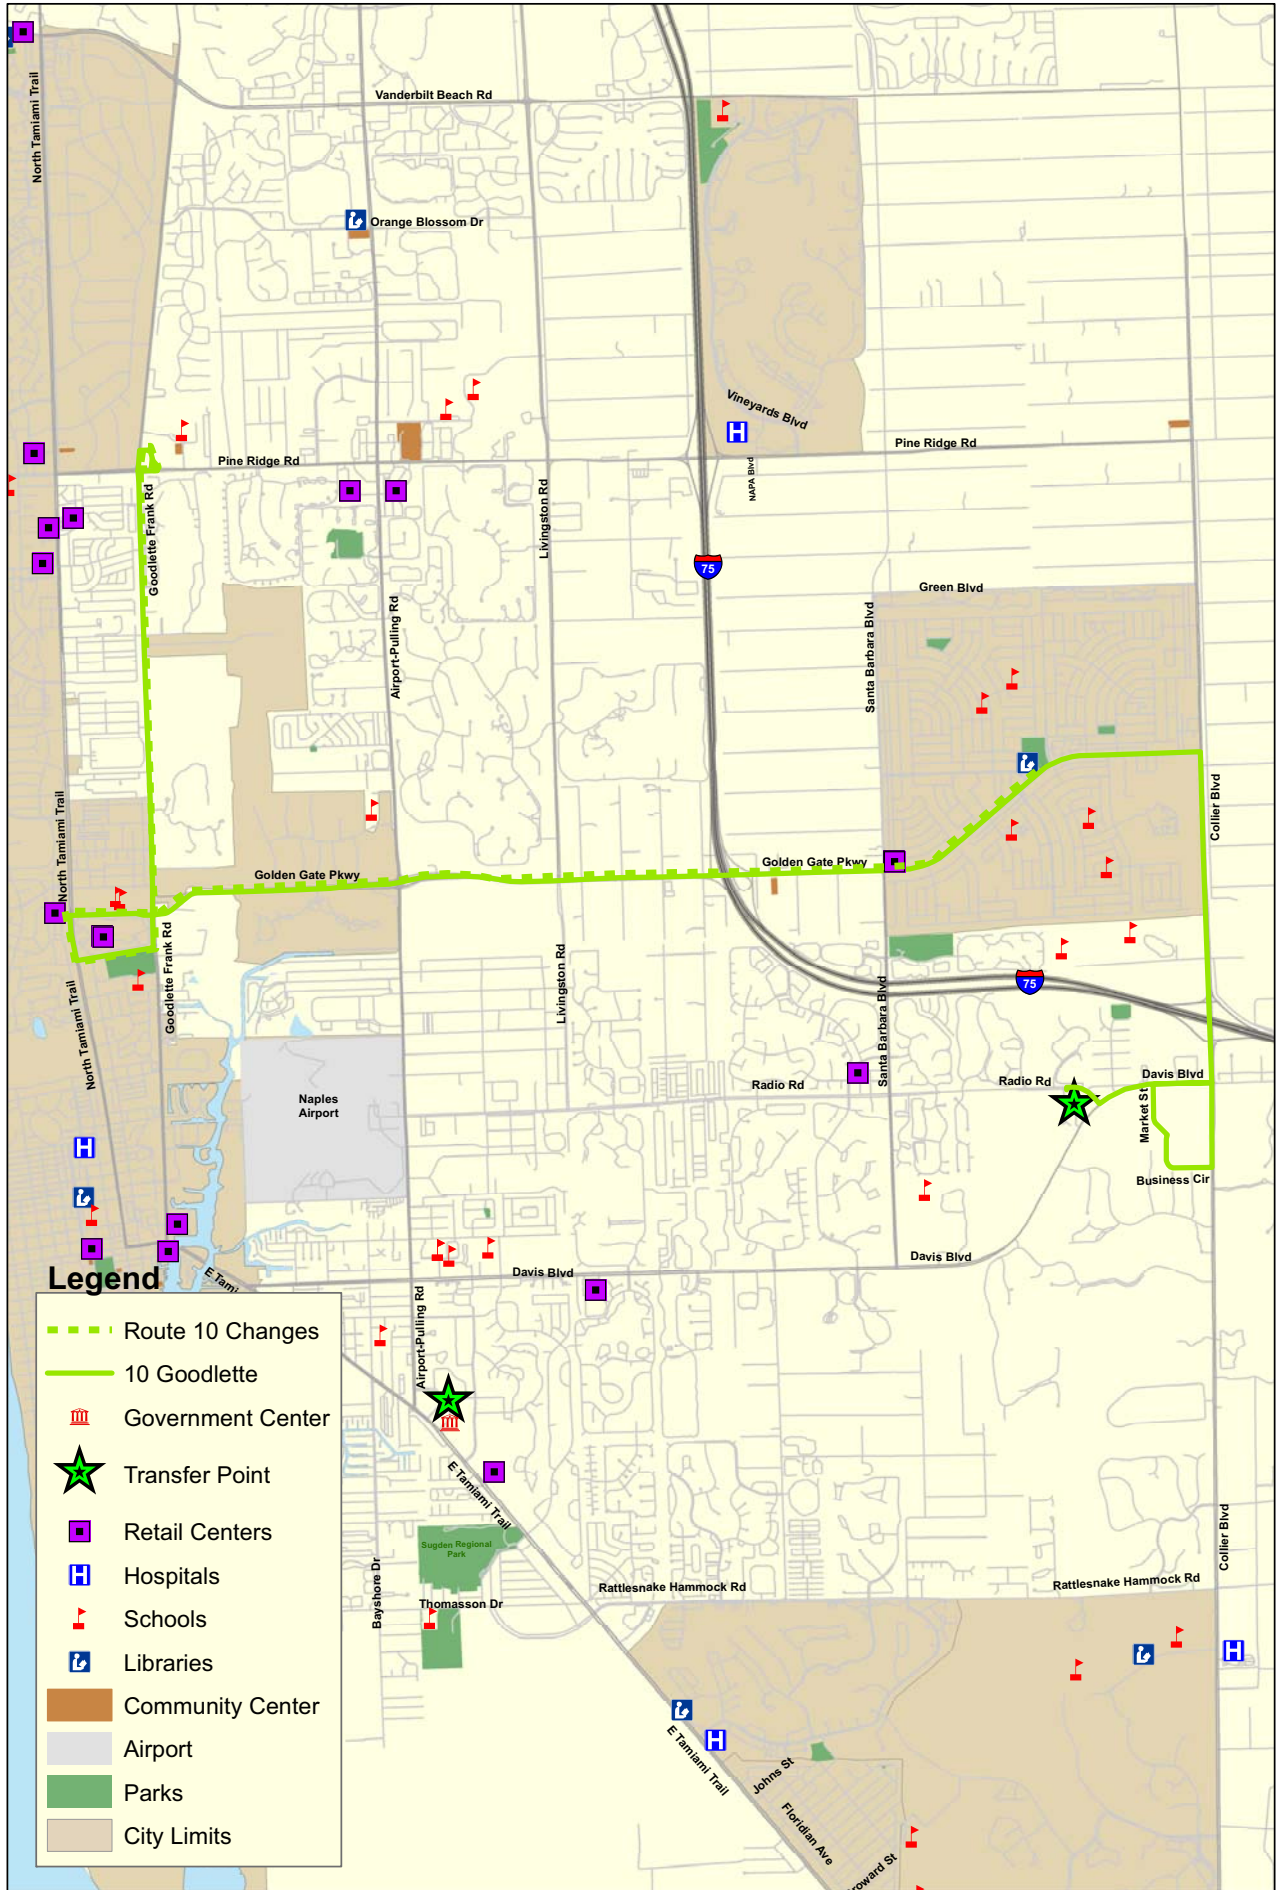 North Tamiami Trail
Vanderbilt Beach Rd
Orange Blossom Dr
Vineyards Blvd
H
Pine Ridge Rd
Pine Ridge Rd
NAPA Blvd
Goodlette Frank Rd
Livingston Rd
75
Green Blvd
Airport-Pulling Rd
Santa Barbara Blvd
Collier Blvd
North Tamiami Trail
Golden Gate Pkwy
Golden Gate Pkwy
Goodlette Frank Rd
Livingston Rd
75
North Tamiami Trail
Santa Barbara Blvd
Radio Rd
Radio Rd
Davis Blvd
Market St
Naples
Airport
H
Business Cir
Davis Blvd
Davis Blvd
E Tami
Airport-Pulling Rd
E Tamiami Trail
Sugden Regional
Park
Bayshore Dr
Thomasson Dr
Rattlesnake Hammock Rd
Rattlesnake Hammock Rd
Collier Blvd
H
H
E Tamiami Trail
Johns St
Floridian Ave
roward St
Legend
Route 10 Changes
10 Goodlette
Government Center
Transfer Point
Retail Centers
H Hospitals
Schools
Libraries
Community Center
Airport
Parks
City Limits